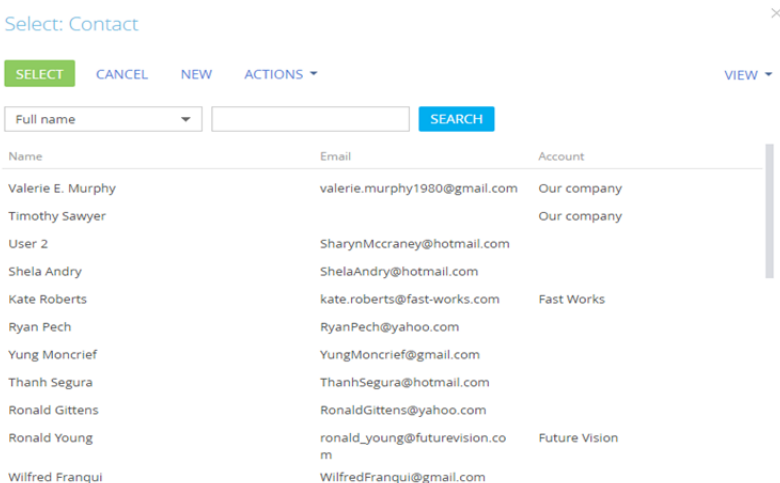 Select: Contact
SELECT CANCEL NEW ACTIONS VIEW
Full name SEARCH
Name Email Account
Valerie E. Murphy valerie.murphy1980@gmail.com Our company
Timothy Sawyer Our company
User 2 SharynMccraney@hotmail.com
Shela Andry ShelaAndry@hotmail.com
Kate Roberts kate.roberts@fast-works.com Fast Works
Ryan Pech RyanPech@yahoo.com
Yung Moncrief YungMoncrief@gmail.com
Thanh Segura ThanhSegura@hotmail.com
Ronald Gittens RonaldGittens@yahoo.com
Ronald Young ronald_young@futurevision.co Future Vision
m
Wilfred Franqui WilfredFranqui@gmail.com